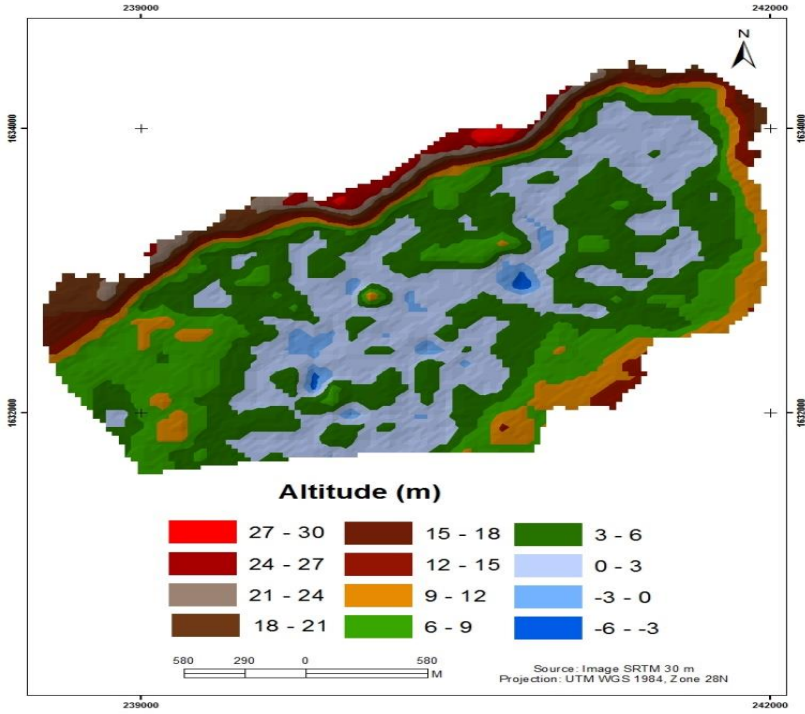 239000 242000
N
1634000 1634000
1632000 1632000
Altitude (m)
27 - 30 15 - 18 3 - 6
24 - 27 12 - 15 0 - 3
21 - 24 9 - 12 -3 - 0
18 - 21 6 - 9 -6 - -3
580 290 0 580
M
Source: Image SRTM 30 m
Projection: UTM WGS 1984, Zone 28N
239000 242000